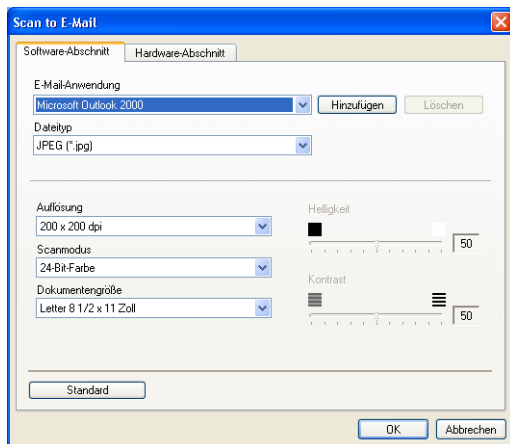 Scan to E-Mail
Software-Abschnitt
Hardware-Abschnitt
E-Mail-Anwendung
Microsoft Outlook 2000
Hinzufügen
Löschen
Dateityp
JPEG (*.jpg)
Auflösung
200 x 200 dpi
Scanmodus
24-Bit-Farbe
Dokumentengröße
Letter 8 1/2 x 11 Zoll
Helligkeit
50
Kontrast
50
Standard
OK
Abbrechen